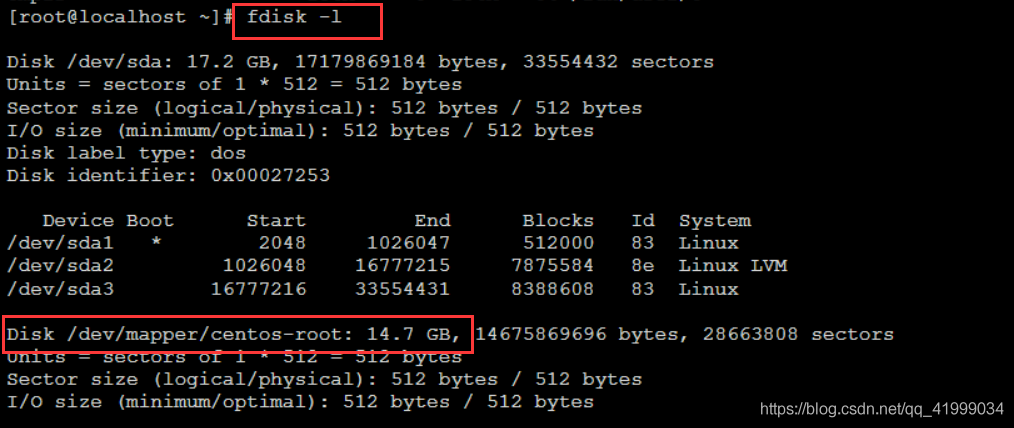 [root@localhost ~]# fdisk -l
Disk /dev/sda: 17.2 GB, 17179869184 bytes, 33554432 sectors
Units = sectors of 1 * 512 = 512 bytes
Sector size (logical/physical): 512 bytes / 512 bytes
I/O size (minimum/optimal): 512 bytes / 512 bytes
Disk label type: dos
Disk identifier: 0x00027253
Device Boot Start End Blocks Id System
/dev/sda1 * 2048 1026047 512000 83 Linux
/dev/sda2 1026048 16777215 7875584 8e Linux LVM
/dev/sda3 16777216 33554431 8388608 83 Linux
Disk /dev/mapper/centos-root: 14.7 GB, 14675869696 bytes, 28663808 sectors
Units = sectors of 1 * 512 = 512 bytes
Sector size (logical/physical): 512 bytes / 512 bytes
I/O size (minimum/optimal): 512 bytes / 512 bytes
https://blog.csdn.net/qq_41999034